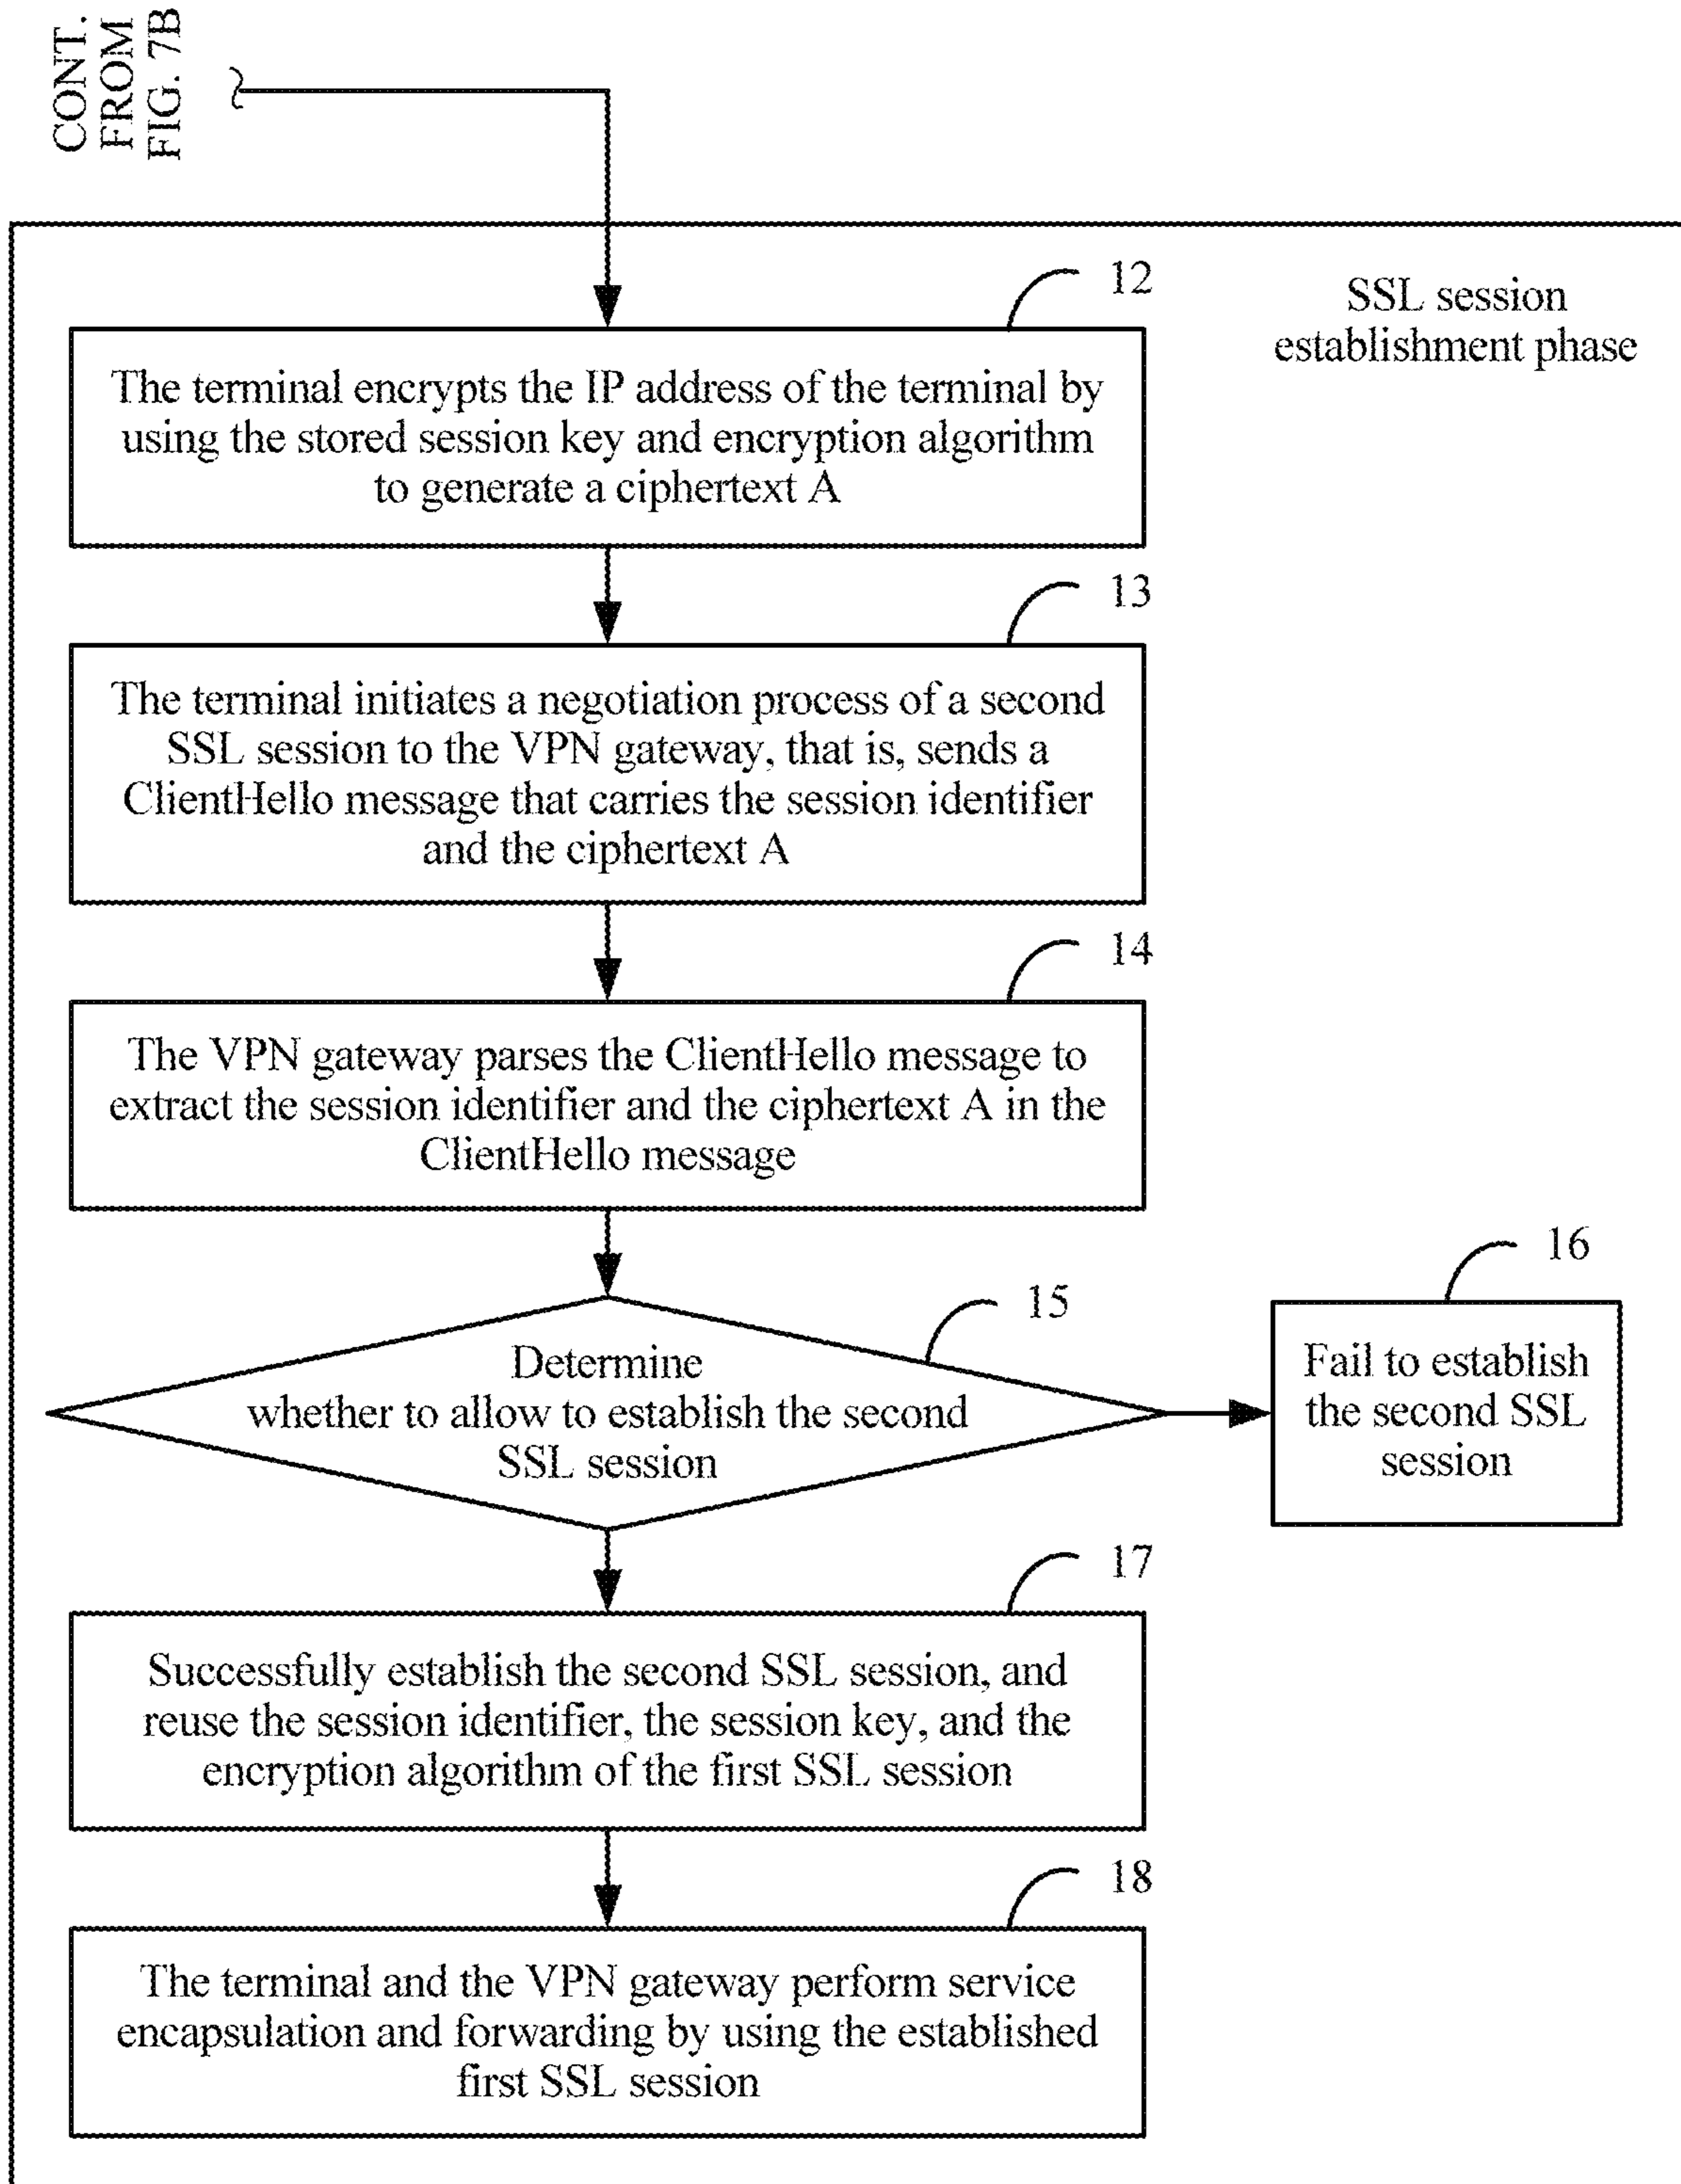 CONT.
FROM
FIG. 7B
SSL session
establishment phase
12
The terminal encrypts the IP address of the terminal by
using the stored session key and encryption algorithm
to generate a ciphertext A
13
The terminal initiates a negotiation process of a second
SSL session to the VPN gateway, that is, sends a
ClientHello message that carries the session identifier
and the ciphertext A
14
The VPN gateway parses the ClientHello message to
extract the session identifier and the ciphertext A in the
ClientHello message
15
Determine
whether to allow to establish the second
SSL session
16
Fail to establish
the second SSL
session
17
Successfully establish the second SSL session, and
reuse the session identifier, the session key, and the
encryption algorithm of the first SSL session
18
The terminal and the VPN gateway perform service
encapsulation and forwarding by using the established
first SSL session